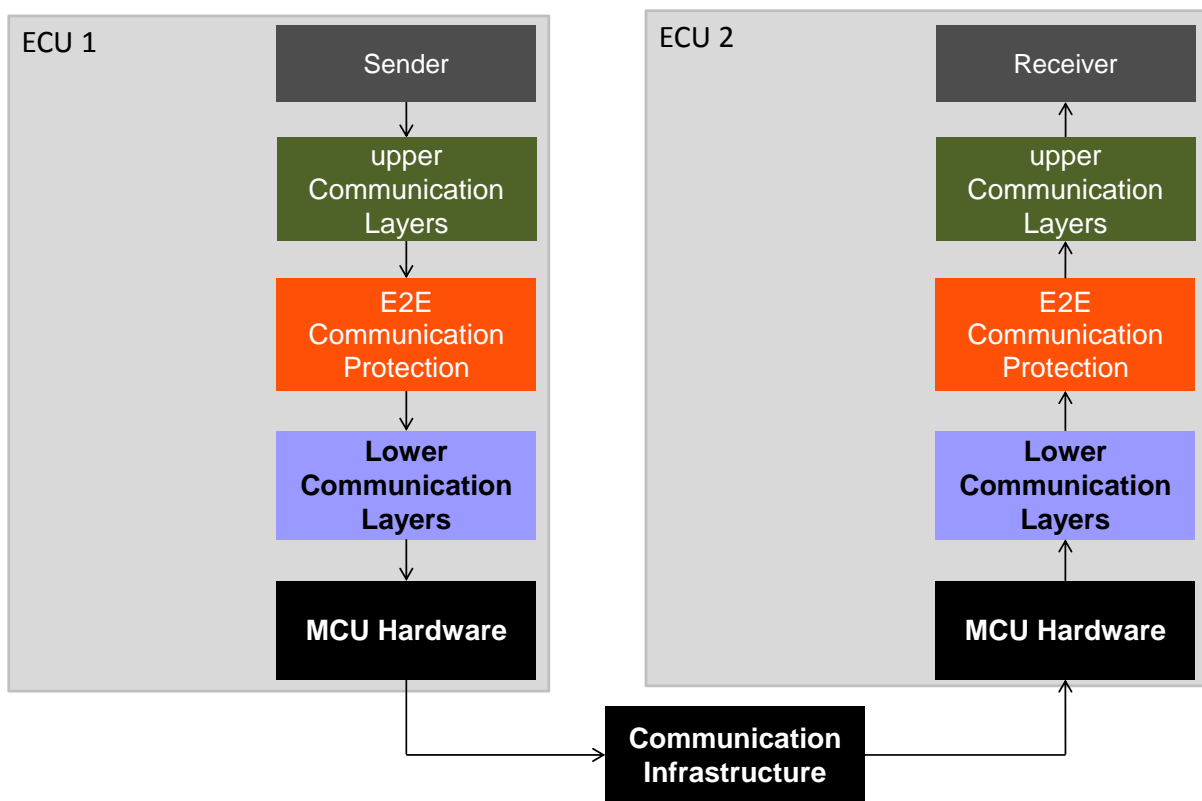 ECU 1
Sender
upper
Communication
Layers
E2E
Communication
Protection
Lower
Communication
Layers
MCU Hardware
ECU 2
Receiver
upper
Communication
Layers
E2E
Communication
Protection
Lower
Communication
Layers
MCU Hardware
Communication
Infrastructure